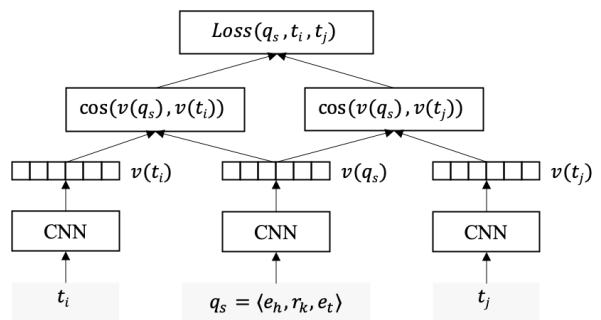 Loss(q_s, t_i, t_j)
cos(v(q_s), v(t_i)) cos(v(q_s), v(t_j))
v(t_i) v(q_s) v(t_j)
CNN CNN CNN
t_i q_s = ⟨e_h, r_k, e_t⟩ t_j